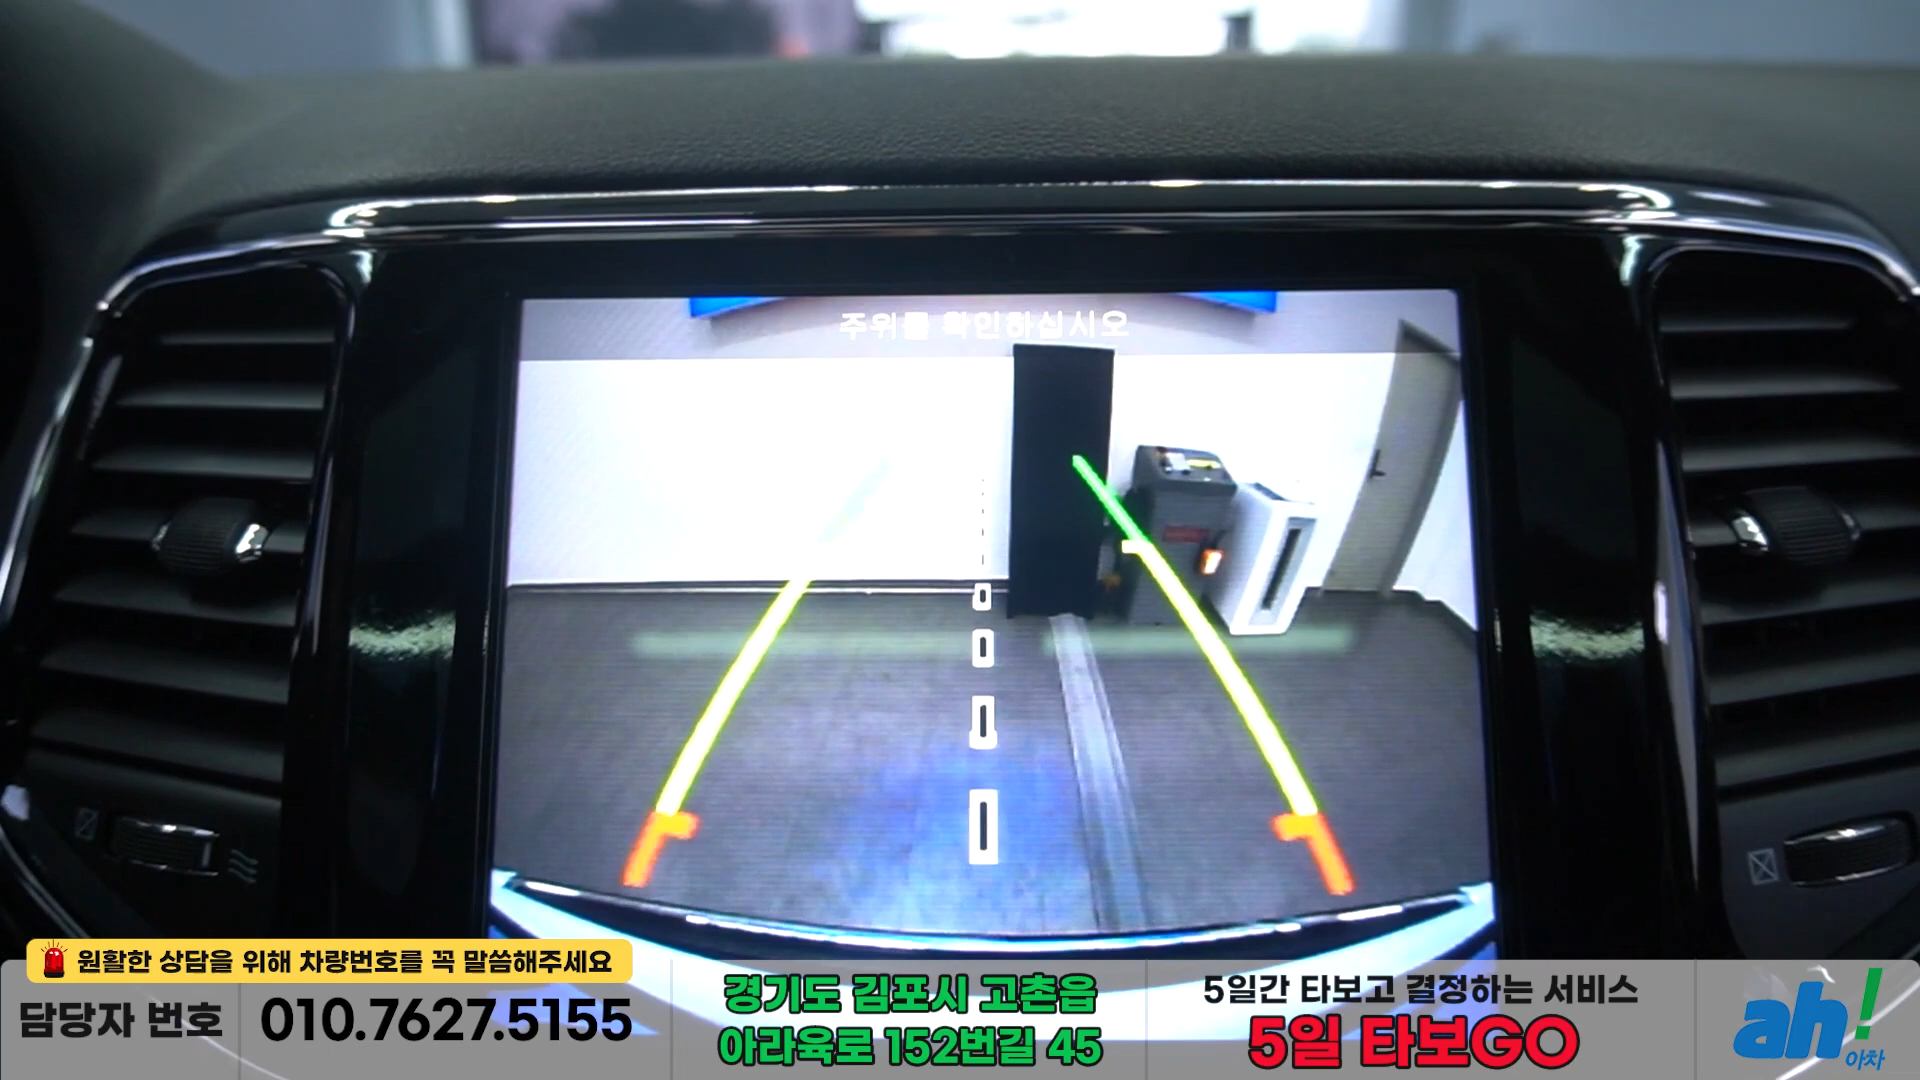 주위를 확인하십시오
원활한 상담을 위해 차량번호를 꼭 말씀해주세요
담당자 번호
010.7627.5155
경기도 김포시 고촌읍
아라육로 152번길 45
5일간 타보고 결정하는 서비스
5일 타보GO
ah!
아차